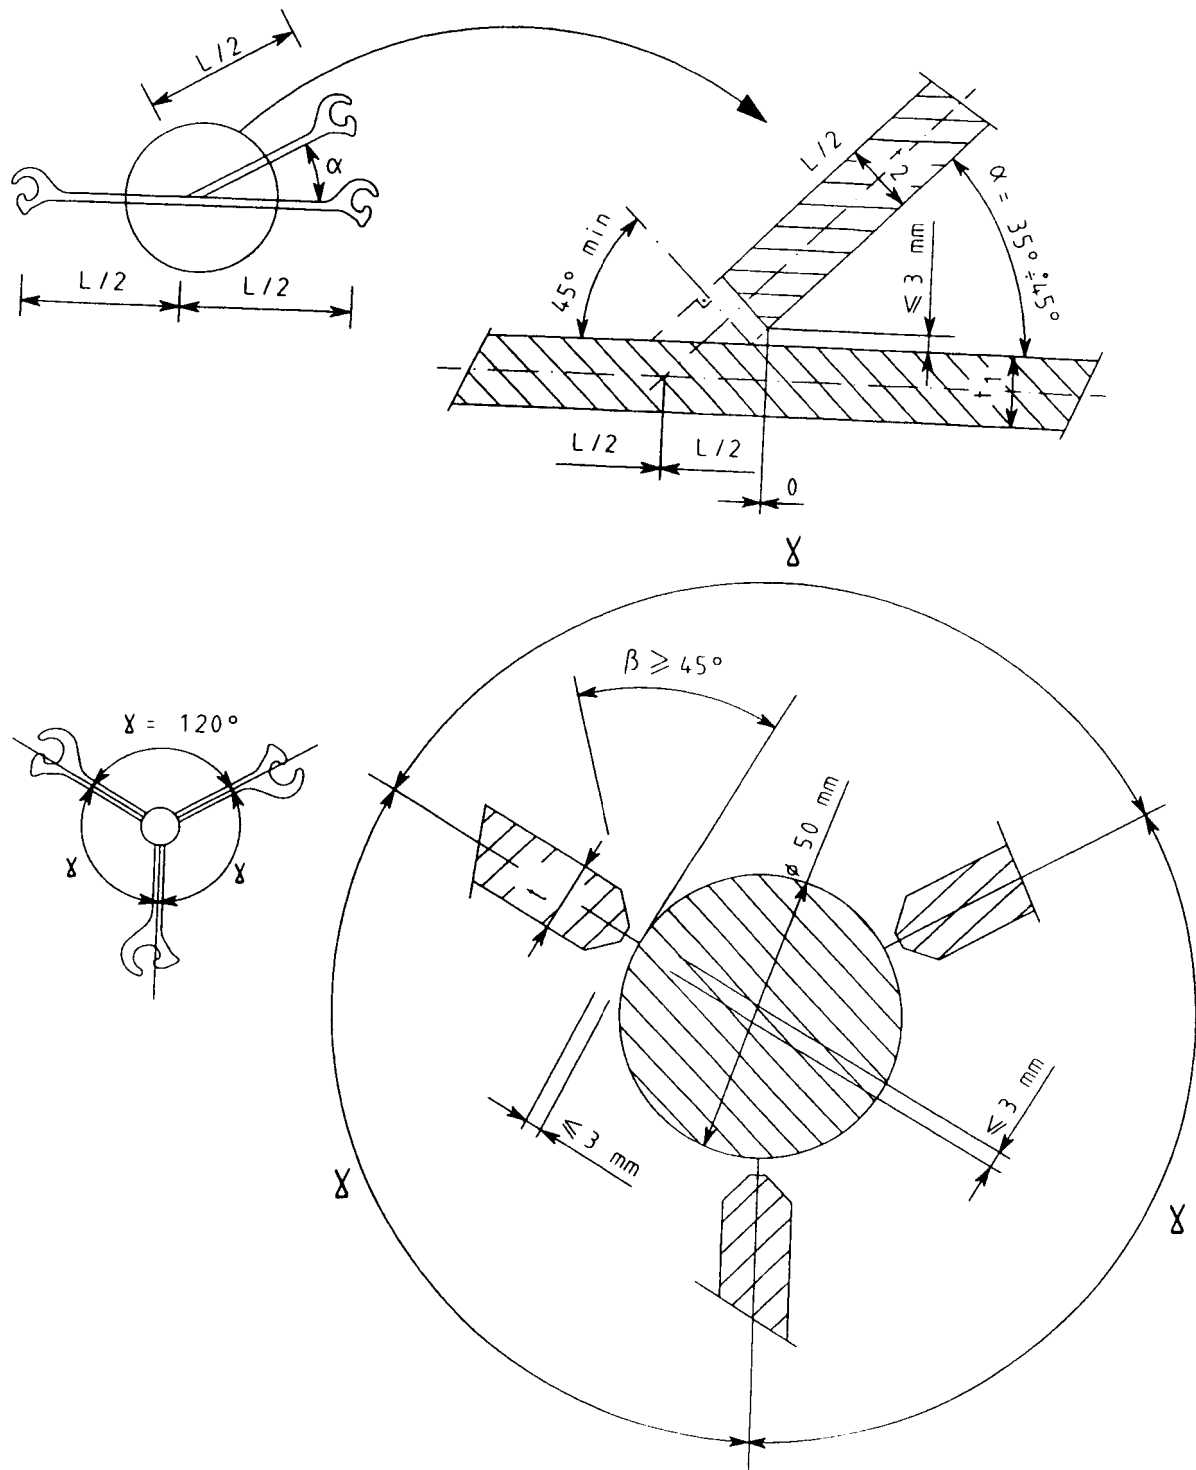 L/2
α
L/2
L/2
L/2
t2
α = 35°÷45°
≤ 3 mm
45° min
t1
L/2
L/2
0
ɣ
β ≥ 45°
ɣ = 120°
ø 50 mm
ɣ
ɣ
t
≤ 3 mm
≤ 3 mm
ɣ
ɣ